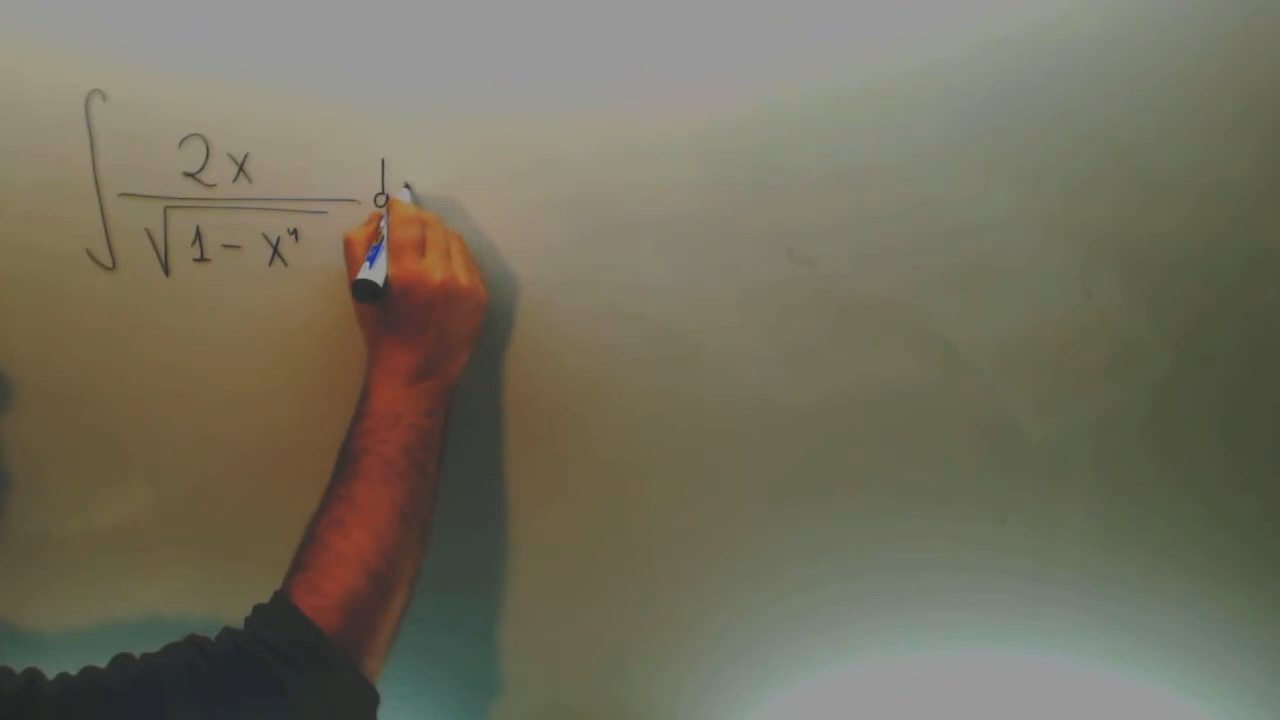 ∫ 2x / √(1 - x⁴) d